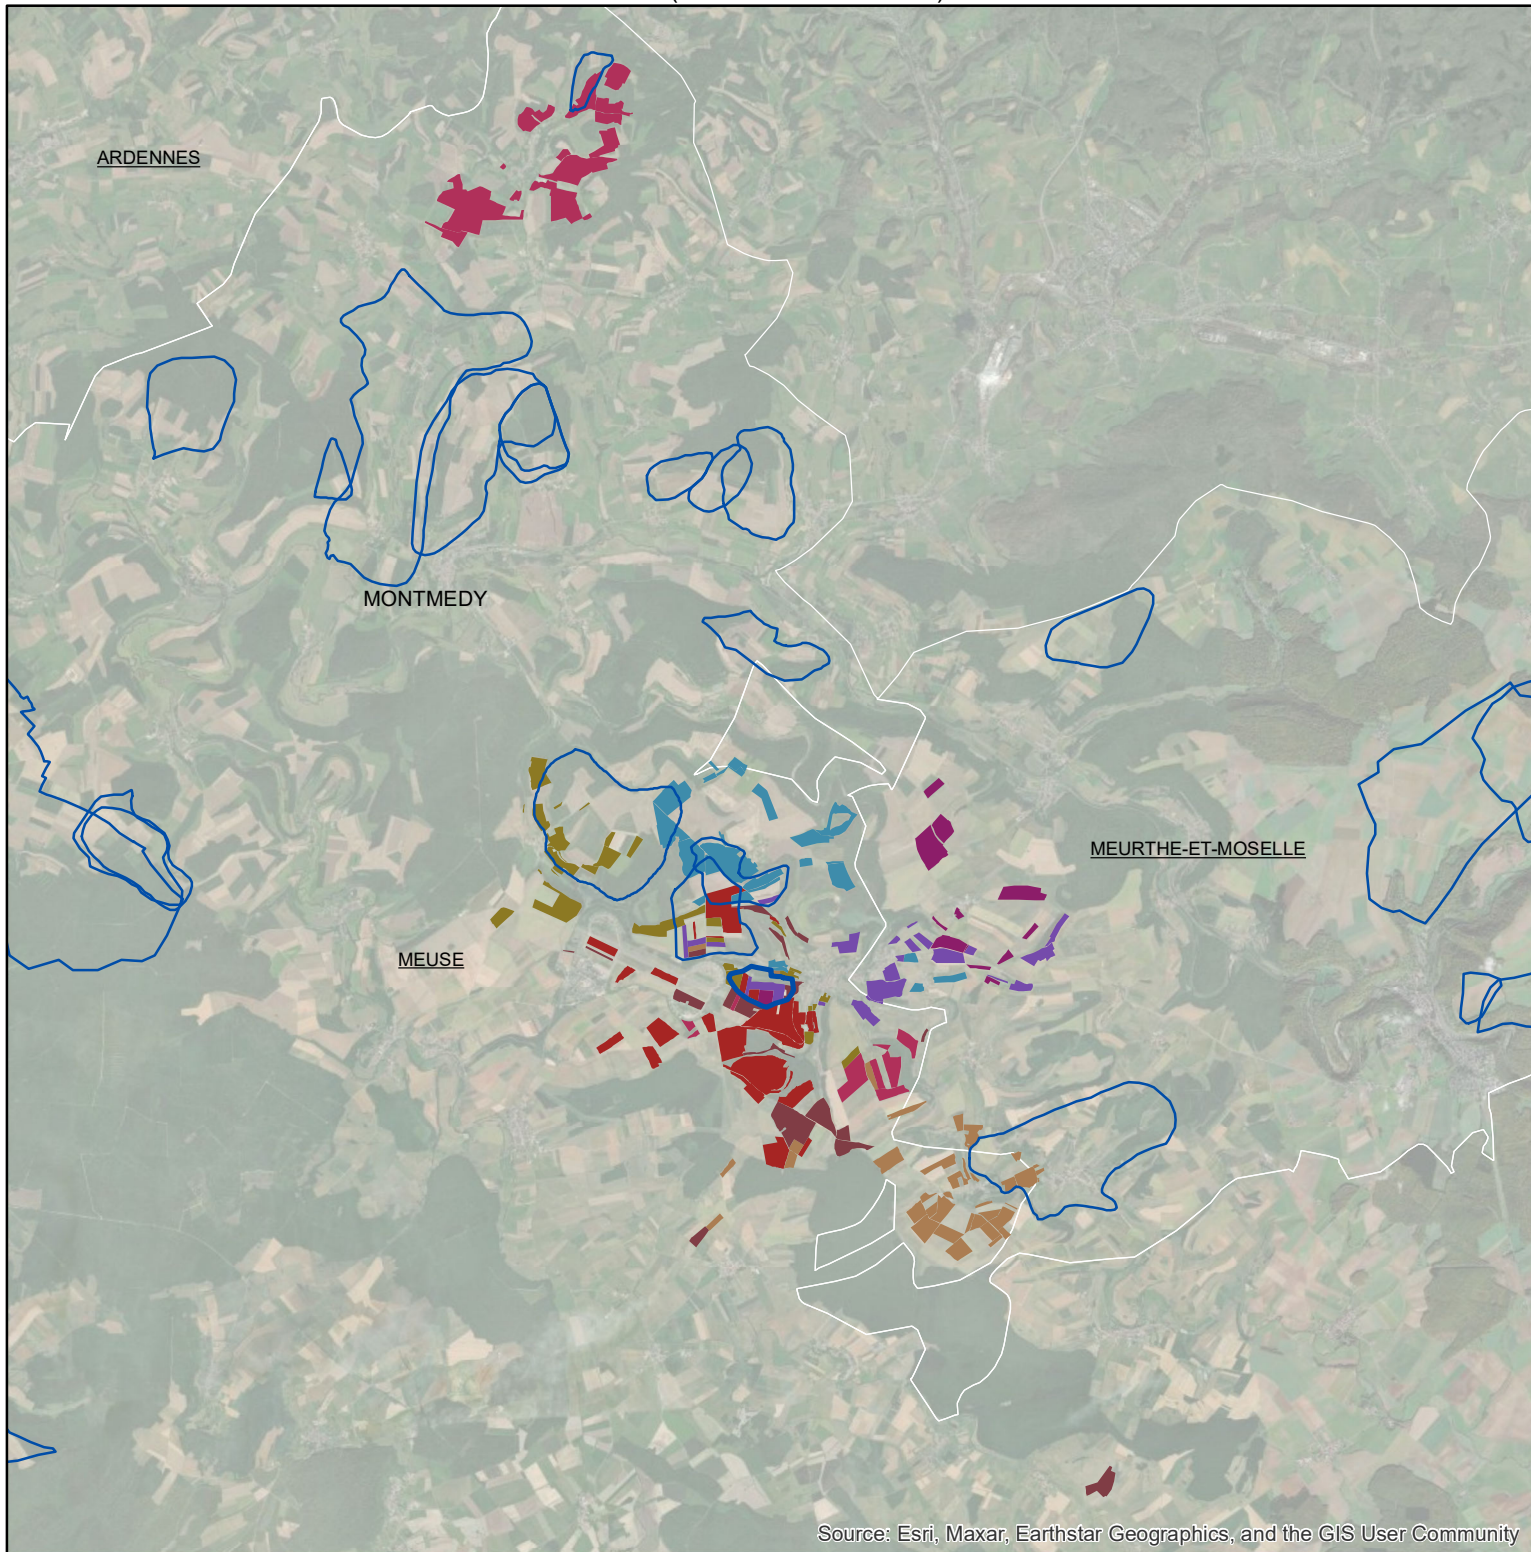 ARDENNES
MONTMEDY
MEURTHE-ET-MOSELLE
MEUSE
Source: Esri, Maxar, Earthstar Geographics, and the GIS User Community